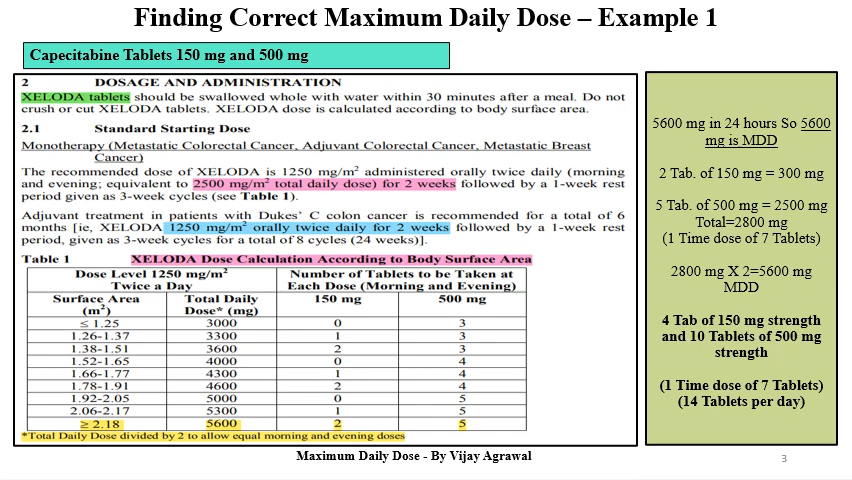 Finding Correct Maximum Daily Dose – Example 1
Capecitabine Tablets 150 mg and 500 mg
2 DOSAGE AND ADMINISTRATION
XELODA tablets should be swallowed whole with water within 30 minutes after a meal. Do not
crush or cut XELODA tablets. XELODA dose is calculated according to body surface area.
2.1 Standard Starting Dose
Monotherapy (Metastatic Colorectal Cancer, Adjuvant Colorectal Cancer, Metastatic Breast
Cancer)
The recommended dose of XELODA is 1250 mg/m² administered orally twice daily (morning
and evening; equivalent to 2500 mg/m² total daily dose) for 2 weeks followed by a 1-week rest
period given as 3-week cycles (see Table 1).
Adjuvant treatment in patients with Dukes' C colon cancer is recommended for a total of 6
months [ie, XELODA 1250 mg/m² orally twice daily for 2 weeks followed by a 1-week rest
period, given as 3-week cycles for a total of 8 cycles (24 weeks)].
Table 1 XELODA Dose Calculation According to Body Surface Area
Dose Level 1250 mg/m² Number of Tablets to be Taken at
Twice a Day Each Dose (Morning and Evening)
Surface Area Total Daily 150 mg 500 mg
(m²) Dose* (mg)
≤ 1.25 3000 0 3
1.26-1.37 3300 1 3
1.38-1.51 3600 2 3
1.52-1.65 4000 0 4
1.66-1.77 4300 1 4
1.78-1.91 4600 2 4
1.92-2.05 5000 0 5
2.06-2.17 5300 1 5
≥ 2.18 5600 2 5
*Total Daily Dose divided by 2 to allow equal morning and evening doses
5600 mg in 24 hours So 5600
mg is MDD
2 Tab. of 150 mg = 300 mg
5 Tab. of 500 mg = 2500 mg
Total=2800 mg
(1 Time dose of 7 Tablets)
2800 mg X 2=5600 mg
MDD
4 Tab of 150 mg strength
and 10 Tablets of 500 mg
strength
(1 Time dose of 7 Tablets)
(14 Tablets per day)
Maximum Daily Dose - By Vijay Agrawal
3